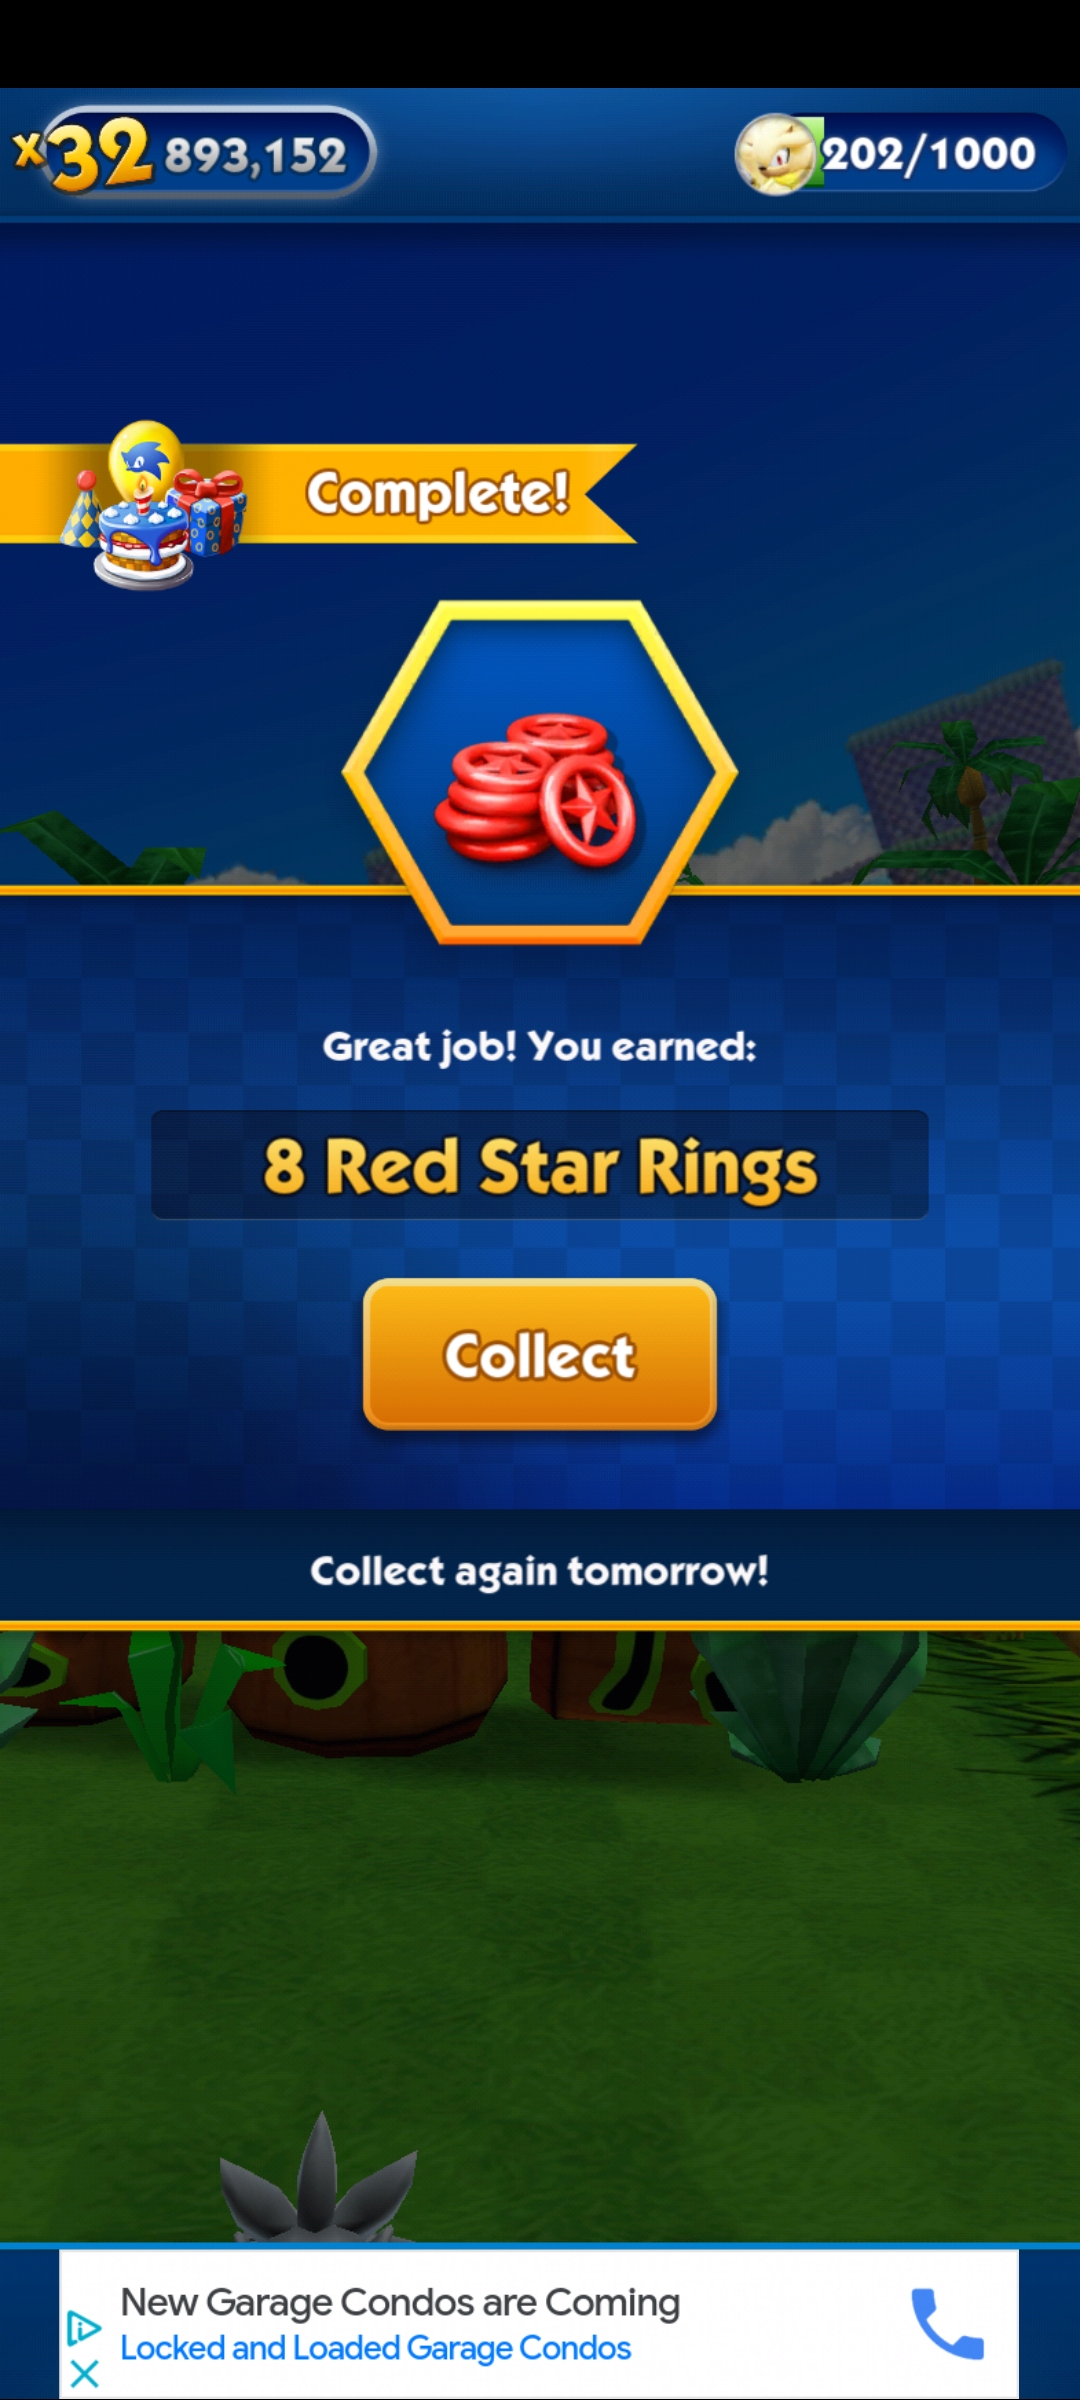 x32 893,152
202/1000
Complete!
Great job! You earned:
8 Red Star Rings
Collect
Collect again tomorrow!
New Garage Condos are Coming
Locked and Loaded Garage Condos